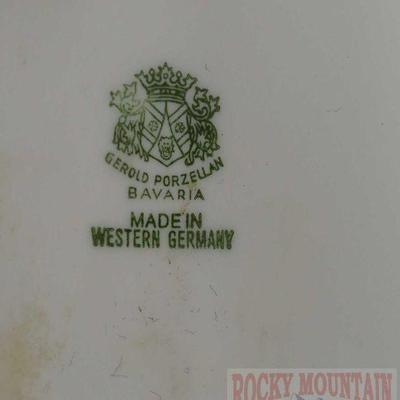 GEROLD PORZELLAN
BAVARIA
MADE IN
WESTERN GERMANY
ROCKY MOUNTAIN